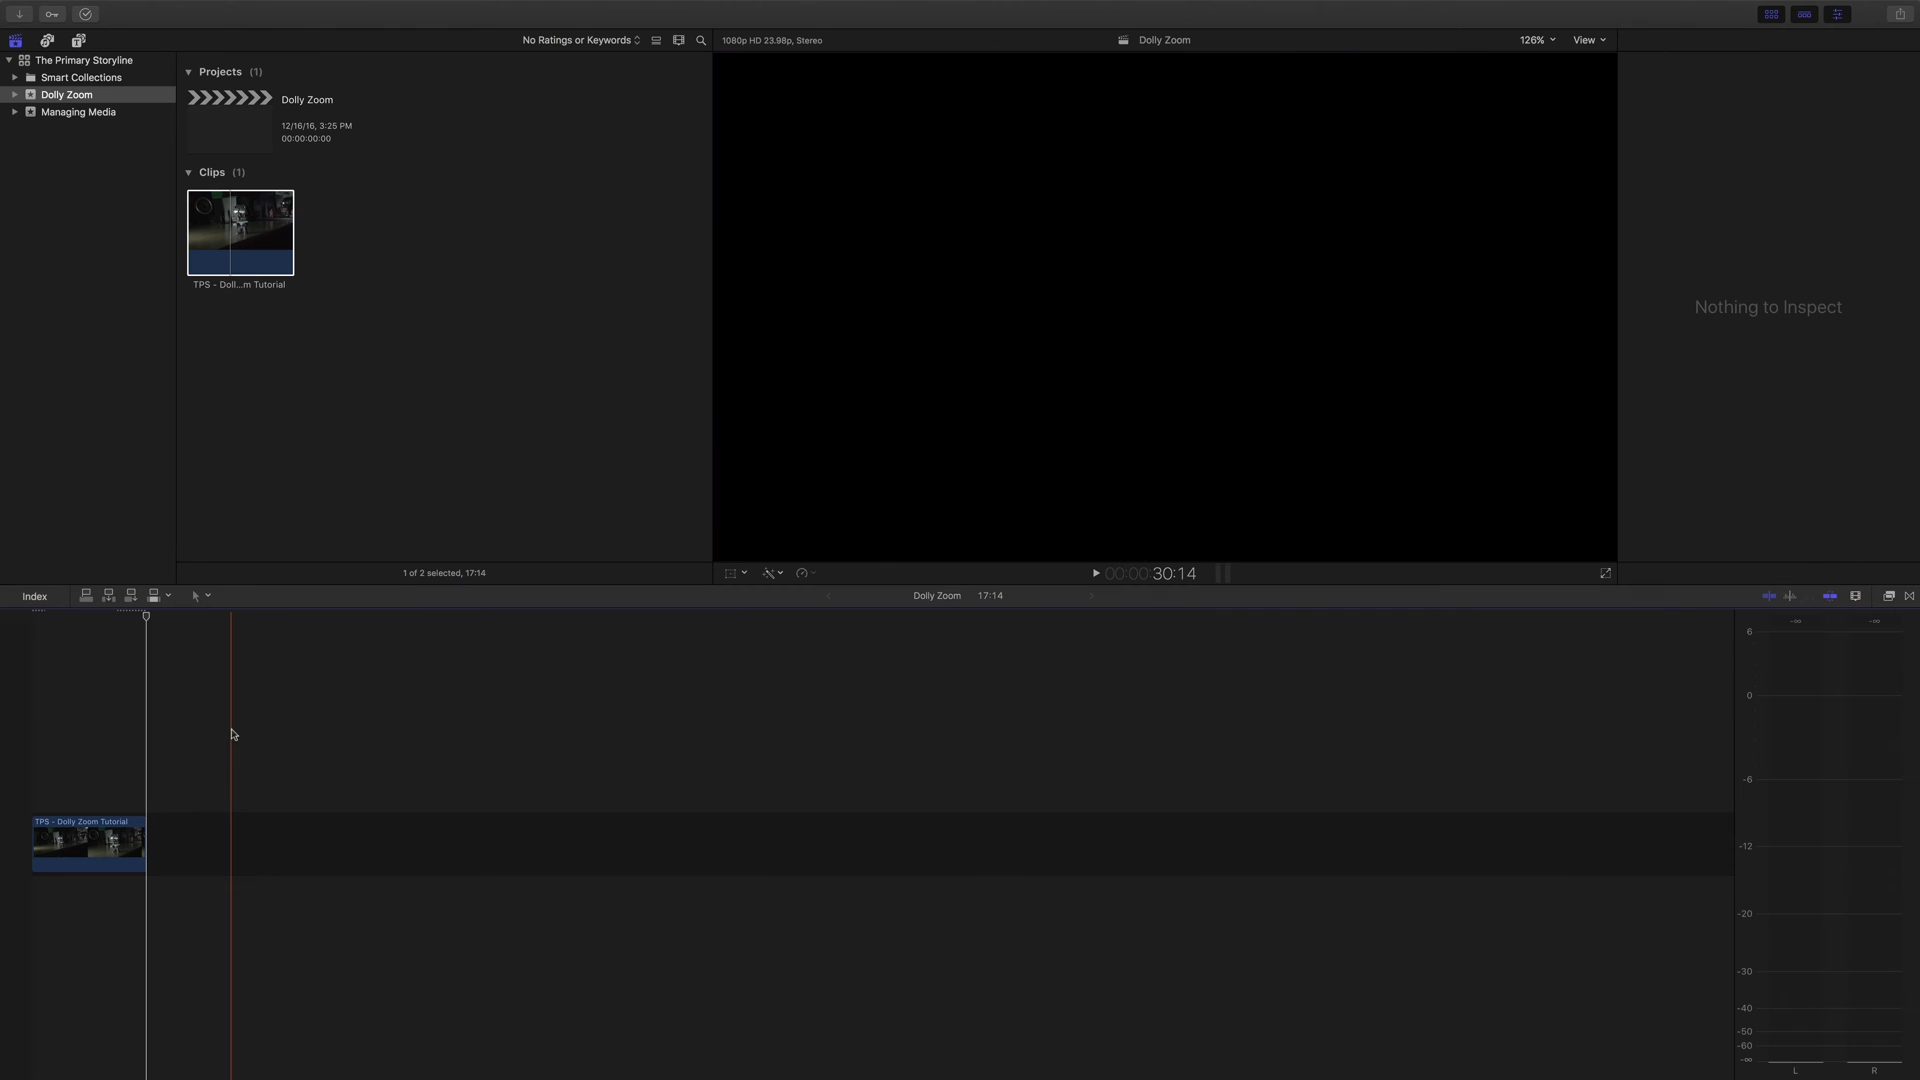 No Ratings or Keywords
1080p HD 23.98p, Stereo
Dolly Zoom
126%
View
The Primary Storyline
Smart Collections
Dolly Zoom
Managing Media
Projects (1)
Dolly Zoom
12/16/16, 3:25 PM
00:00:00:00
Clips (1)
TPS - Doll...m Tutorial
Nothing to Inspect
1 of 2 selected, 17:14
00:00:30:14
Index
Dolly Zoom
17:14
TPS - Dolly Zoom Tutorial
-∞ -∞
6
0
-6
-12
-20
-30
-40
-50
-60
-∞
L R